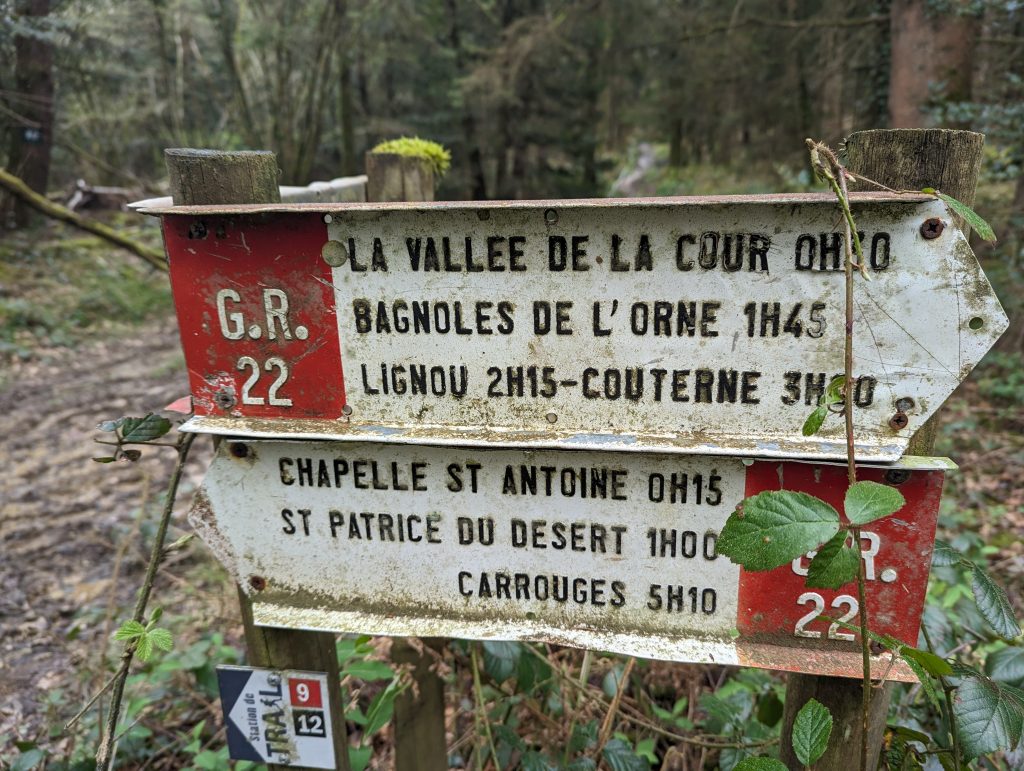 LA VALLEE DE LA COUR
G.R.
22
BAGNOLES DE L'ORNE 1H45
LIGNOU 2H15-COUTERNE
CHAPELLE ST ANTOINE 0H15
ST PATRICE DU DESERT 1H00
CARROUGES 5H10
G.R.
22
Station de
TRAIL
9
12